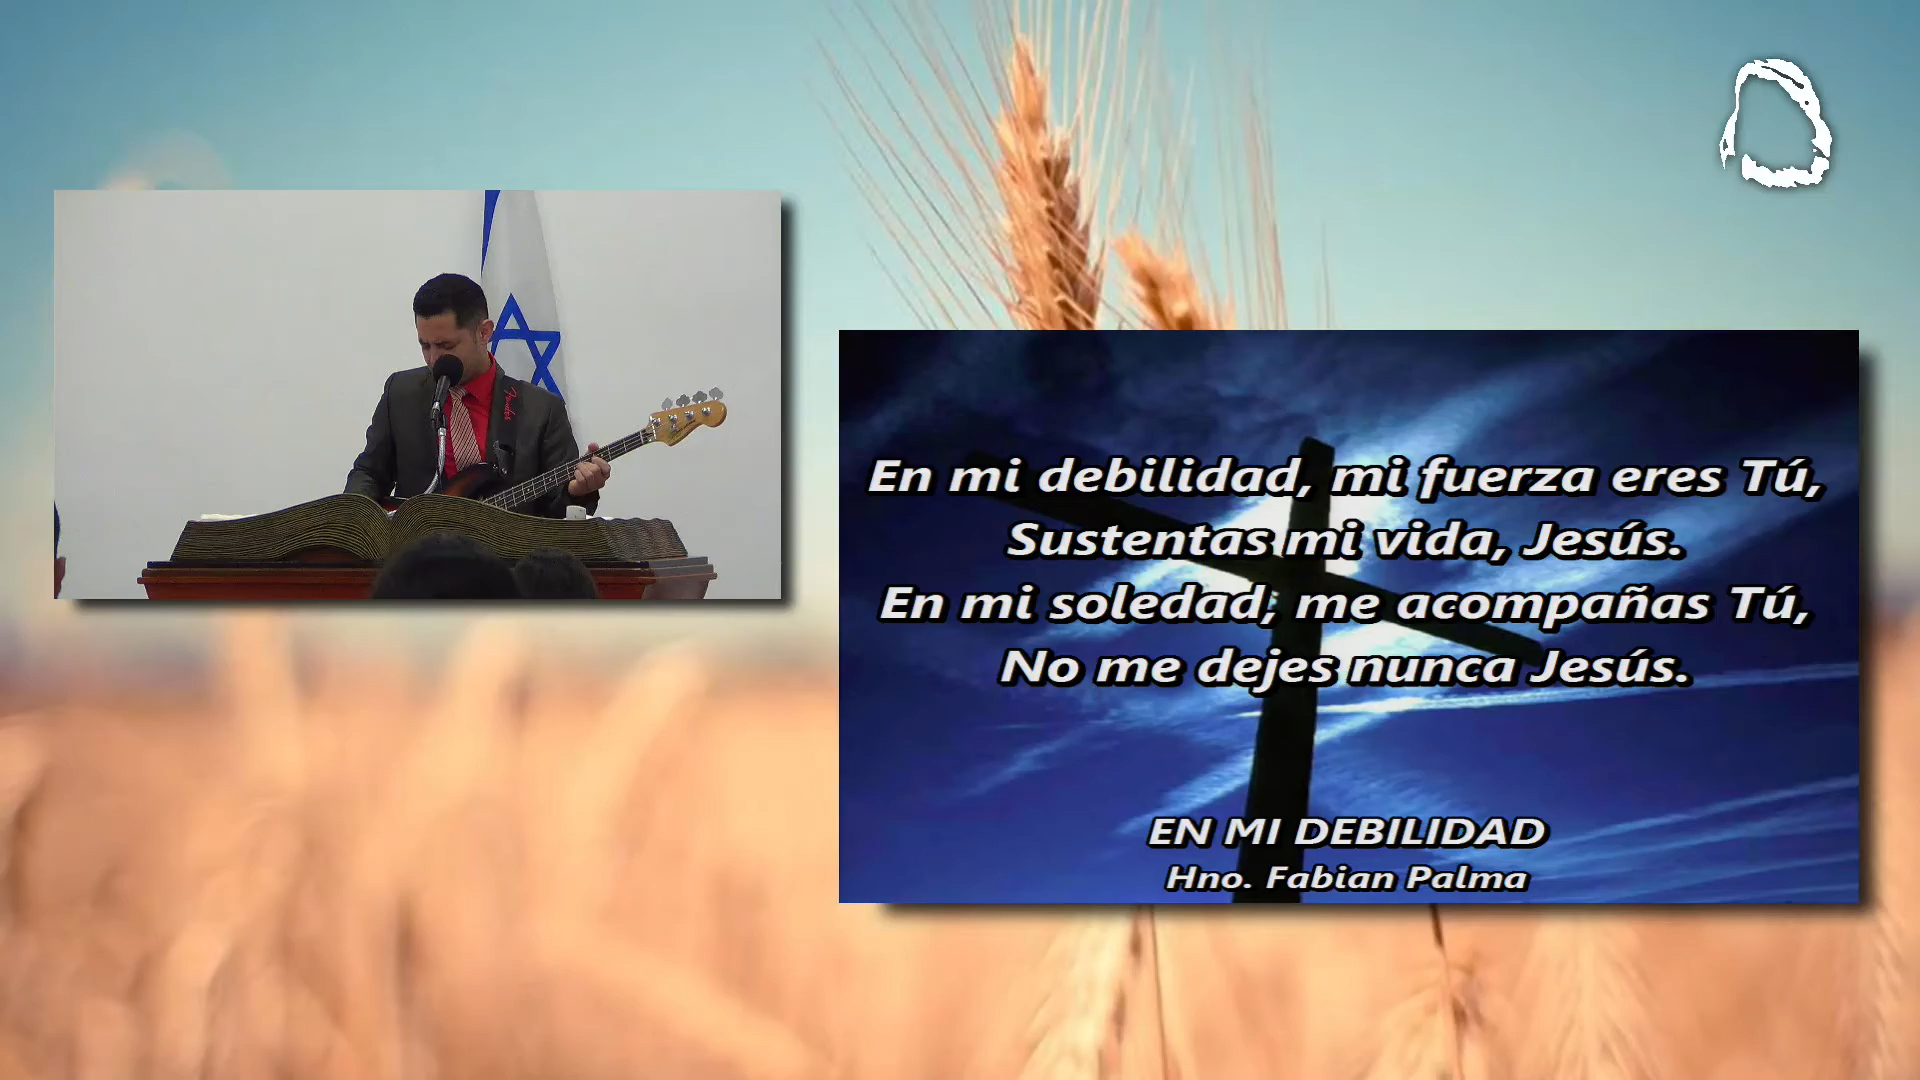 Fender
En mi debilidad, mi fuerza eres Tú,
Sustentas mi vida, Jesús.
En mi soledad, me acompañas Tú,
No me dejes nunca Jesús.
EN MI DEBILIDAD
Hno. Fabian Palma